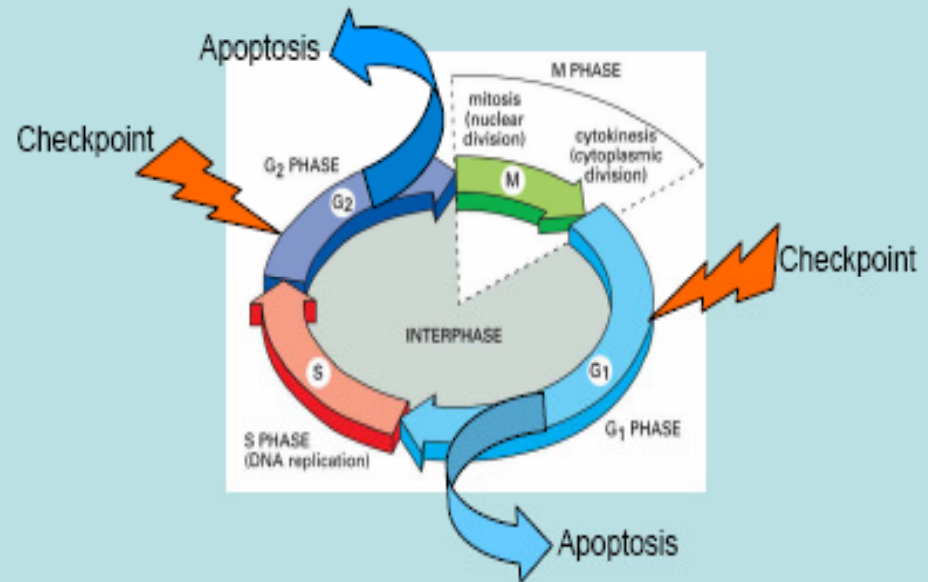 Apoptosis
M PHASE
mitosis
(nuclear
division)
cytokinesis
(cytoplasmic
division)
Checkpoint
G₂ PHASE
G₂
M
Checkpoint
INTERPHASE
S
G₁
G₁ PHASE
S PHASE
(DNA replication)
Apoptosis